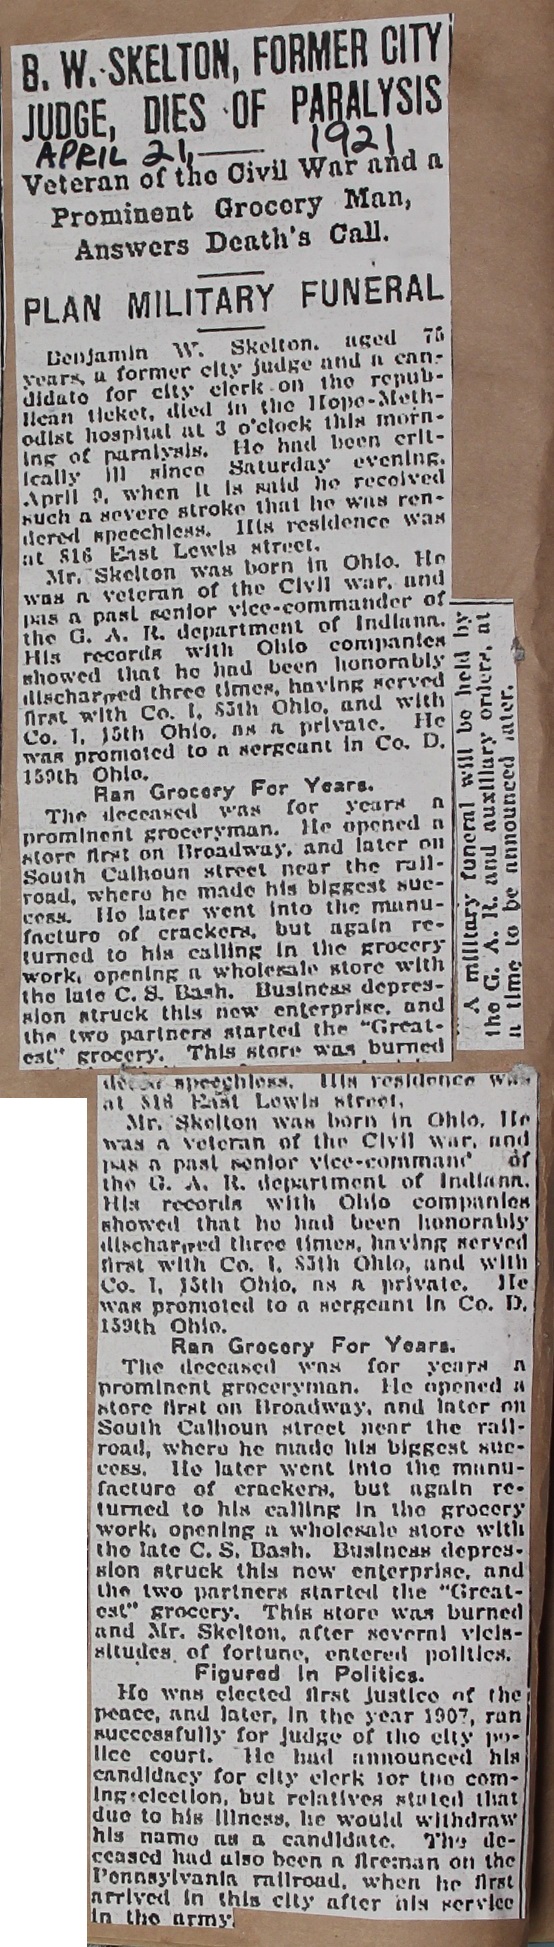 B. W. SKELTON, FORMER CITY
JUDGE, DIES OF PARALYSIS
APRIL 21, 1921
Veteran of the Civil War and a
Prominent Grocery Man,
Answers Death's Call.
PLAN MILITARY FUNERAL
Benjamin W. Skelton, aged 75
years, a former city judge and a can-
didate for city clerk on the repub-
lican ticket, died in the Hope-Meth-
odist hospital at 3 o'clock this morn-
ing of paralysis. He had been crit-
ically ill since Saturday evening,
April 9, when it is said he received
such a severe stroke that he was ren-
dered speechless. His residence was
at 816 East Lewis street.
Mr. Skelton was born in Ohio. He
was a veteran of the Civil war, and
pas a past senior vice-commander of
the G. A. R. department of Indiana.
His records with Ohio companies
showed that he had been honorably
discharged three times, having served
first with Co. I, 85th Ohio, and with
Co. I, 15th Ohio, as a private. He
was promoted to a sergeant in Co. D,
159th Ohio.
Ran Grocery For Years.
The deceased was for years a
prominent groceryman. He opened a
store first on Broadway, and later on
South Calhoun street near the rail-
road, where he made his biggest suc-
cess. He later went into the manu-
facture of crackers, but again re-
turned to his calling in the grocery
work, opening a wholesale store with
the late C. S. Bash. Business depres-
sion struck this new enterprise, and
the two partners started the "Great-
est" grocery. This store was burned
A military funeral will be held by
the G. A. R. and auxiliary orders, at
a time to be announced later.
dered speechless. His residence was
at 816 East Lewis street.
Mr. Skelton was born in Ohio. He
was a veteran of the Civil war, and
pas a past senior vice-command of
the G. A. R. department of Indiana.
His records with Ohio companies
showed that he had been honorably
discharged three times, having served
first with Co. I, 85th Ohio, and with
Co. I, 15th Ohio, as a private. He
was promoted to a sergeant in Co. D,
159th Ohio.
Ran Grocery For Years.
The deceased was for years a
prominent groceryman. He opened a
store first on Broadway, and later on
South Calhoun street near the rail-
road, where he made his biggest suc-
cess. He later went into the manu-
facture of crackers, but again re-
turned to his calling in the grocery
work, opening a wholesale store with
the late C. S. Bash. Business depres-
sion struck this new enterprise, and
the two partners started the "Great-
est" grocery. This store was burned
and Mr. Skelton, after several vicis-
situdes of fortune, entered politics.
Figured in Politics.
He was elected first justice of the
peace, and later, in the year 1907, ran
successfully for judge of the city po-
lice court. He had announced his
candidacy for city clerk for the com-
ing election, but relatives stated that
due to his illness, he would withdraw
his name as a candidate. The de-
ceased had also been a fireman on the
Pennsylvania railroad, when he first
arrived in this city after his service
in the army.